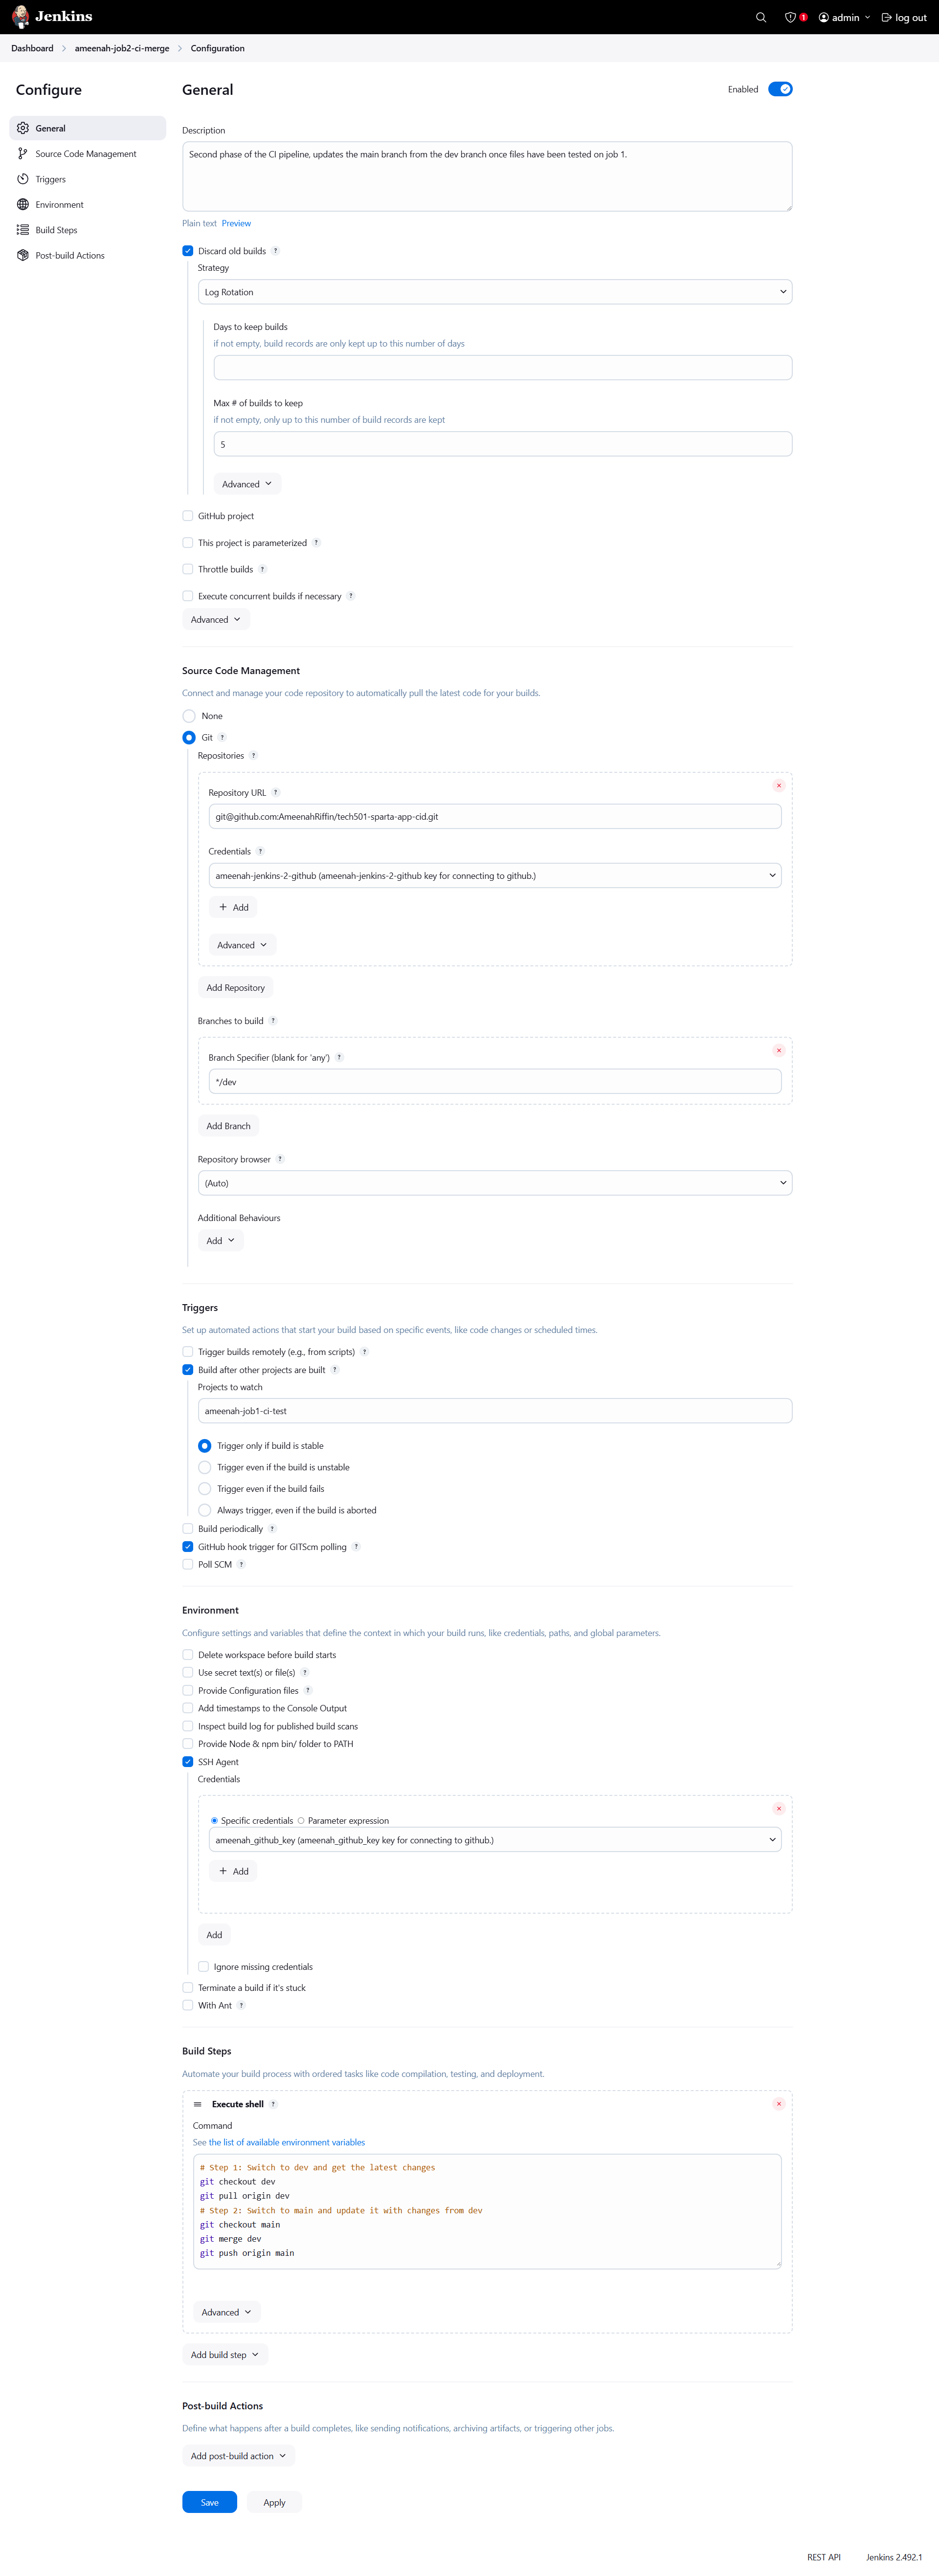 Jenkins
1
admin
log out
Dashboard > ameenah-job2-ci-merge > Configuration
Configure
General
Source Code Management
Triggers
Environment
Build Steps
Post-build Actions
General
Enabled
Description
Second phase of the CI pipeline, updates the main branch from the dev branch once files have been tested on job 1.
Plain text Preview
Discard old builds ?
Strategy
Log Rotation
Days to keep builds
if not empty, build records are only kept up to this number of days
Max # of builds to keep
if not empty, only up to this number of build records are kept
5
Advanced
GitHub project
This project is parameterized ?
Throttle builds ?
Execute concurrent builds if necessary ?
Advanced
Source Code Management
Connect and manage your code repository to automatically pull the latest code for your builds.
None
Git ?
Repositories ?
Repository URL ?
git@github.com:AmeenahRiffin/tech501-sparta-app-cid.git
Credentials ?
ameenah-jenkins-2-github (ameenah-jenkins-2-github key for connecting to github.)
+ Add
Advanced
Add Repository
Branches to build ?
Branch Specifier (blank for 'any') ?
*/dev
Add Branch
Repository browser ?
(Auto)
Additional Behaviours
Add
Triggers
Set up automated actions that start your build based on specific events, like code changes or scheduled times.
Trigger builds remotely (e.g., from scripts) ?
Build after other projects are built ?
Projects to watch
ameenah-job1-ci-test
Trigger only if build is stable
Trigger even if the build is unstable
Trigger even if the build fails
Always trigger, even if the build is aborted
Build periodically ?
GitHub hook trigger for GITScm polling ?
Poll SCM ?
Environment
Configure settings and variables that define the context in which your build runs, like credentials, paths, and global parameters.
Delete workspace before build starts
Use secret text(s) or file(s) ?
Provide Configuration files ?
Add timestamps to the Console Output
Inspect build log for published build scans
Provide Node & npm bin/ folder to PATH
SSH Agent
Credentials
Specific credentials Parameter expression
ameenah_github_key (ameenah_github_key key for connecting to github.)
+ Add
Add
Ignore missing credentials
Terminate a build if it's stuck
With Ant ?
Build Steps
Automate your build process with ordered tasks like code compilation, testing, and deployment.
Execute shell ?
Command
See the list of available environment variables
# Step 1: Switch to dev and get the latest changes
git checkout dev
git pull origin dev
# Step 2: Switch to main and update it with changes from dev
git checkout main
git merge dev
git push origin main
Advanced
Add build step
Post-build Actions
Define what happens after a build completes, like sending notifications, archiving artifacts, or triggering other jobs.
Add post-build action
Save
Apply
REST API
Jenkins 2.492.1